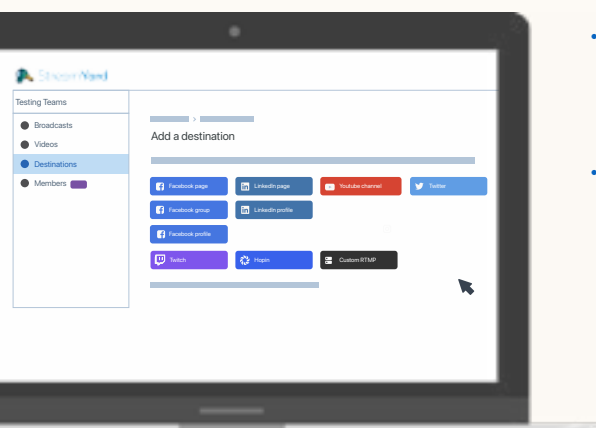 StreamYard
Testing Teams
Broadcasts
Videos
Destinations
Members
>
Add a destination
Facebook page
LinkedIn page
Youtube channel
Twitter
Facebook group
LinkedIn profile
Facebook profile
Twitch
Hopin
Custom RTMP